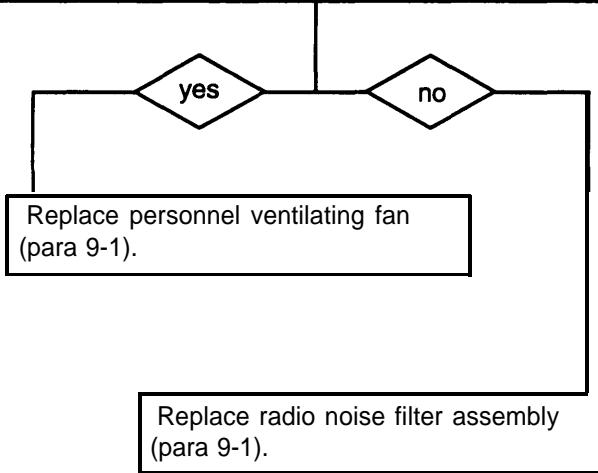 yes
no
Replace personnel ventilating fan
(para 9-1).
Replace radio noise filter assembly
(para 9-1).